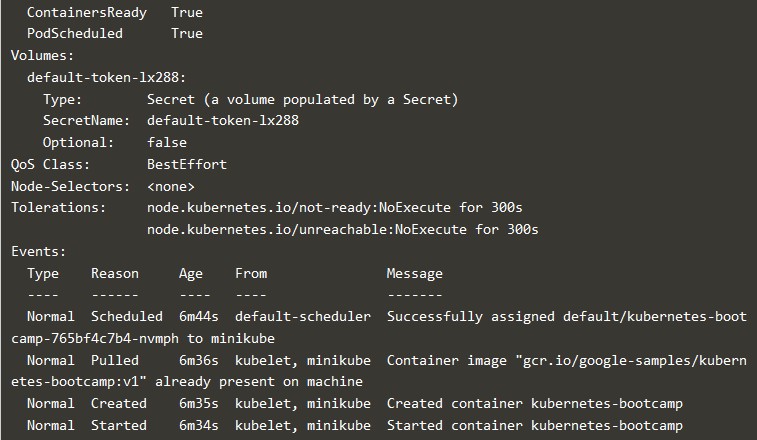 ContainersReady   True
PodScheduled      True
Volumes:
default-token-lx288:
Type:        Secret (a volume populated by a Secret)
SecretName:  default-token-lx288
Optional:    false
QoS Class:       BestEffort
Node-Selectors:  <none>
Tolerations:     node.kubernetes.io/not-ready:NoExecute for 300s
node.kubernetes.io/unreachable:NoExecute for 300s
Events:
Type    Reason     Age    From               Message
----    ------     ----   ----               -------
Normal  Scheduled  6m44s  default-scheduler  Successfully assigned default/kubernetes-boot
camp-765bf4c7b4-nvmph to minikube
Normal  Pulled     6m36s  kubelet, minikube  Container image "gcr.io/google-samples/kubern
etes-bootcamp:v1" already present on machine
Normal  Created    6m35s  kubelet, minikube  Created container kubernetes-bootcamp
Normal  Started    6m34s  kubelet, minikube  Started container kubernetes-bootcamp